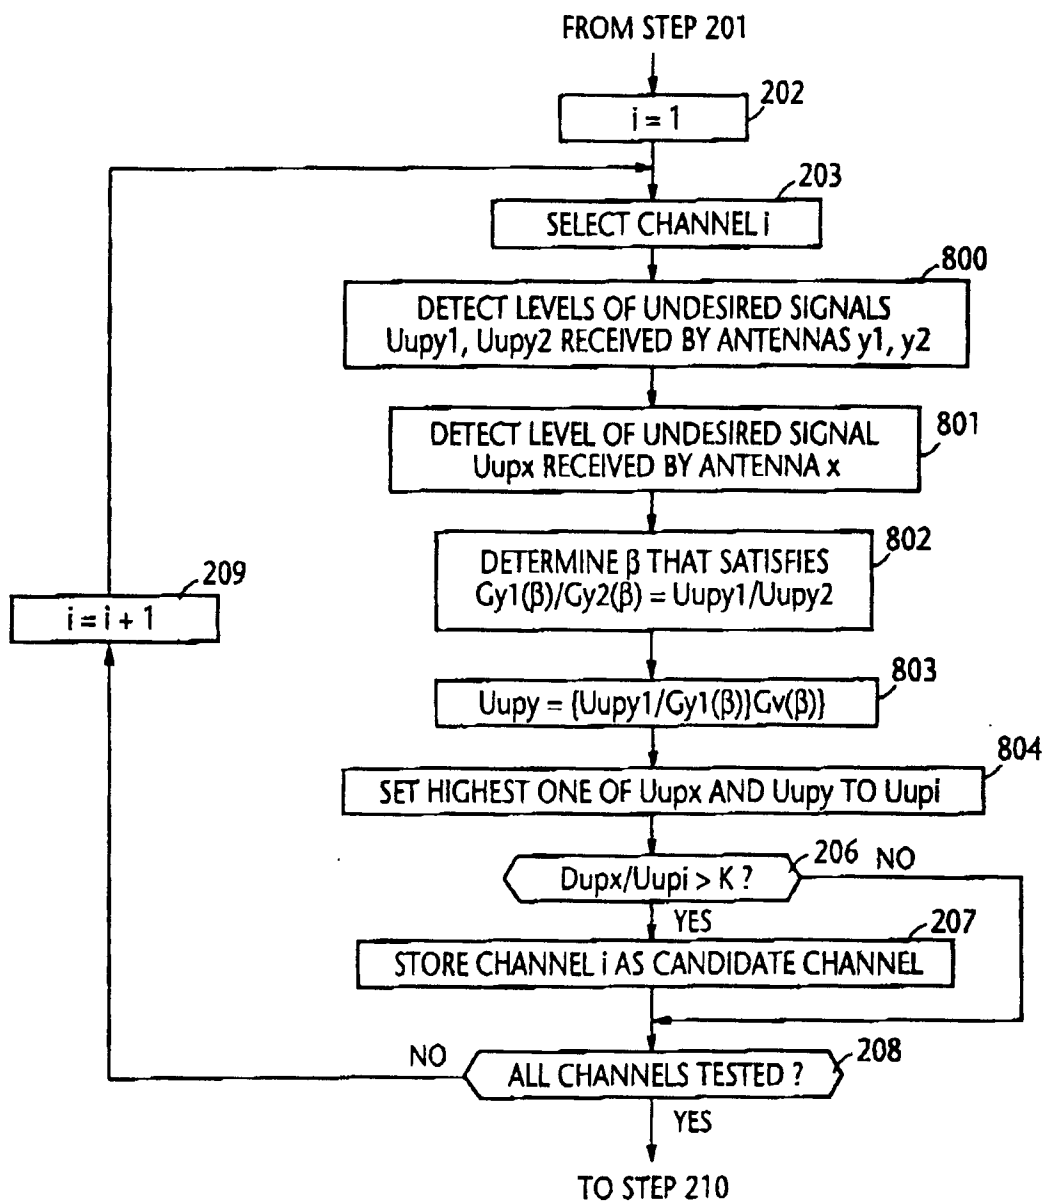 FROM STEP 201
202
i = 1
203
SELECT CHANNEL i
800
DETECT LEVELS OF UNDESIRED SIGNALS
Uupy1, Uupy2 RECEIVED BY ANTENNAS y1, y2
801
DETECT LEVEL OF UNDESIRED SIGNAL
Uupx RECEIVED BY ANTENNA x
802
DETERMINE β THAT SATISFIES
Gy1(β)/Gy2(β) = Uupy1/Uupy2
209
i = i + 1
803
Uupy = {Uupy1/Gy1(β)}Gv(β)}
804
SET HIGHEST ONE OF Uupx AND Uupy TO Uupi
206
NO
Dupx/Uupi > K ?
YES
207
STORE CHANNEL i AS CANDIDATE CHANNEL
NO
208
ALL CHANNELS TESTED ?
YES
TO STEP 210